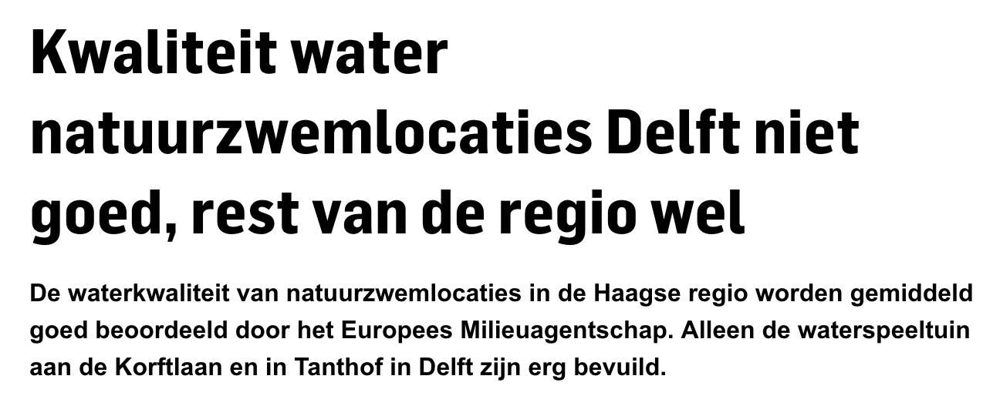 Kwaliteit water
natuurzwemlocaties Delft niet
goed, rest van de regio wel
De waterkwaliteit van natuurzwemlocaties in de Haagse regio worden gemiddeld
goed beoordeeld door het Europees Milieuagentschap. Alleen de waterspeeltuin
aan de Korftlaan en in Tanthof in Delft zijn erg bevuild.